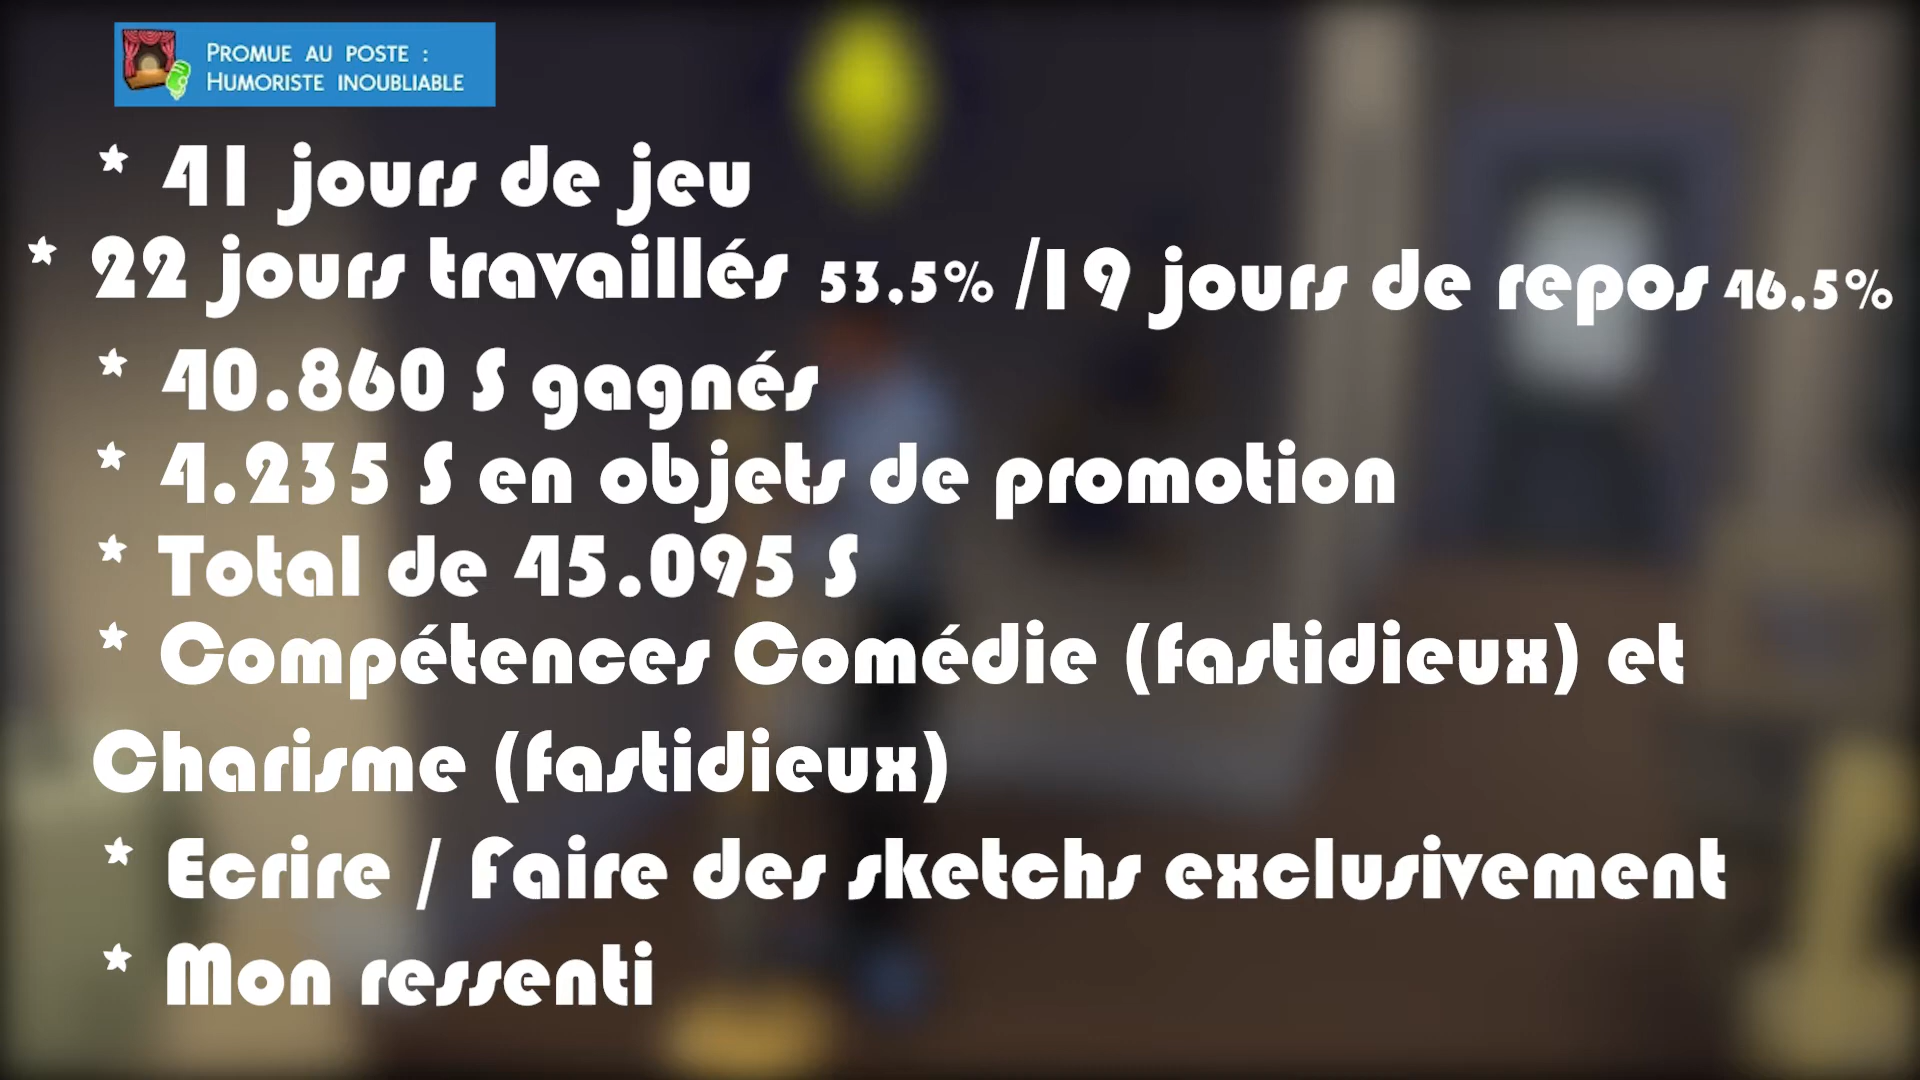 PROMUE AU POSTE :
HUMORISTE INOUBLIABLE
* 41 jours de jeu
* 22 jours travaillés 53,5% /19 jours de repos 46,5%
* 40.860 S gagnés
* 4.235 S en objets de promotion
* Total de 45.095 S
* Compétences Comédie (fastidieux) et
Charisme (fastidieux)
* Ecrire / Faire des sketchs exclusivement
* Mon ressenti